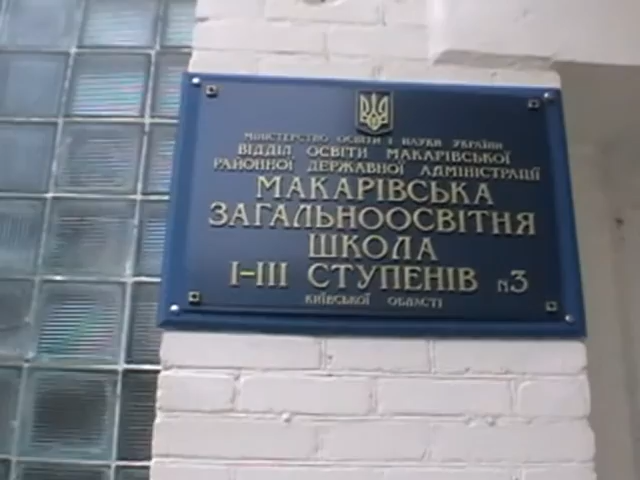 МІНІСТЕРСТВО ОСВІТИ І НАУКИ УКРАЇНИ
ВІДДІЛ ОСВІТИ МАКАРІВСЬКОЇ
РАЙОННОЇ ДЕРЖАВНОЇ АДМІНІСТРАЦІЇ
МАКАРІВСЬКА
ЗАГАЛЬНООСВІТНЯ
ШКОЛА
І-ІІІ СТУПЕНІВ №3
КИЇВСЬКОЇ ОБЛАСТІ